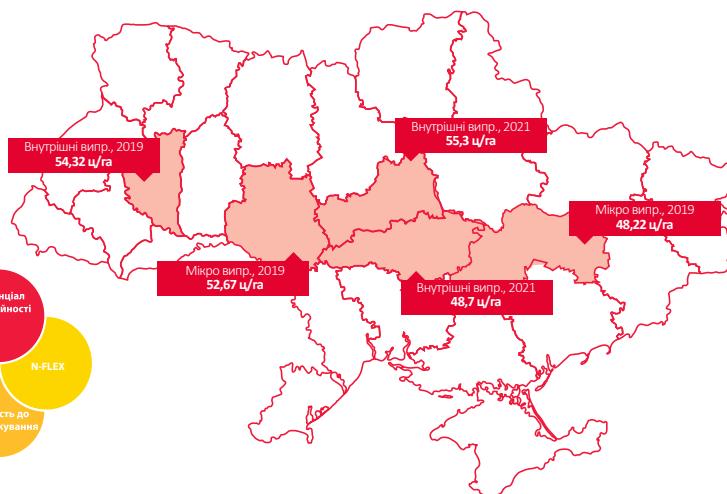 Внутрішні випр., 2021
55,3 ц/га
Внутрішні випр., 2019
54,32 ц/га
Мікро випр., 2019
48,22 ц/га
Мікро випр., 2019
52,67 ц/га
Внутрішні випр., 2021
48,7 ц/га
N-FLEX